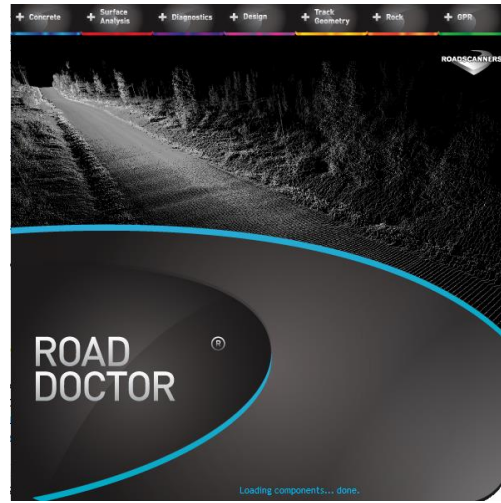 + Concrete
+ Surface
Analysis
+ Diagnostics
+ Design
+ Track
Geometry
+ Rock
+ GPR
ROADSCANNERS
ROAD ®
DOCTOR
Loading components... done.